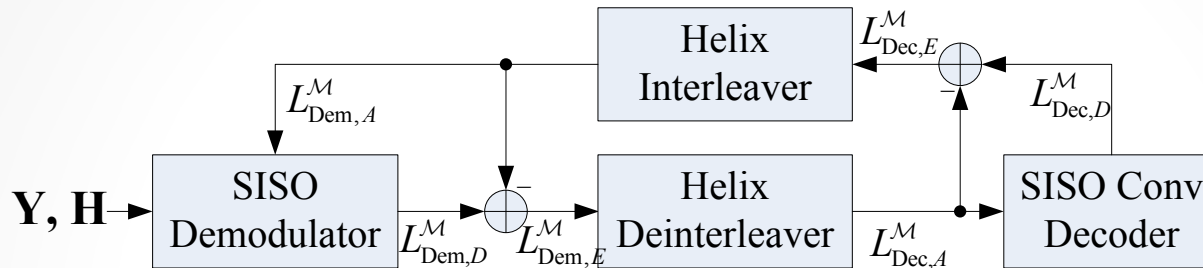 Helix
Interleaver
L^M_Dec,E
−
L^M_Dec,D
L^M_Dem,A
Y, H
SISO
Demodulator
L^M_Dem,D
−
L^M_Dem,E
Helix
Deinterleaver
L^M_Dec,A
SISO Conv
Decoder